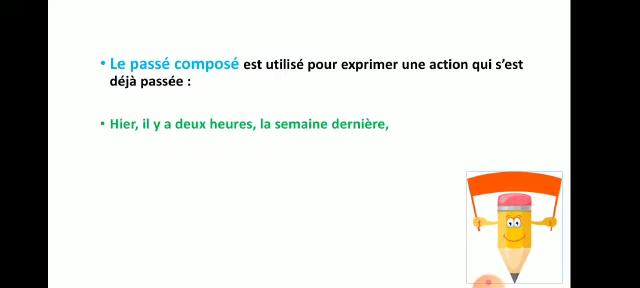 • Le passé composé est utilisé pour exprimer une action qui s'est
déjà passée :
• Hier, il y a deux heures, la semaine dernière,